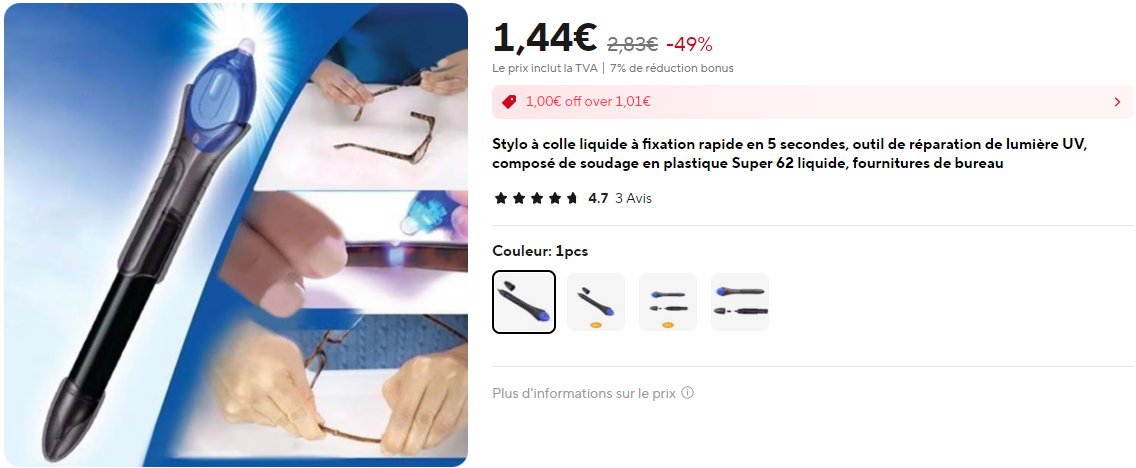 1,44€ 2,83€ -49%
Le prix inclut la TVA | 7% de réduction bonus
1,00€ off over 1,01€
Stylo à colle liquide à fixation rapide en 5 secondes, outil de réparation de lumière UV,
composé de soudage en plastique Super 62 liquide, fournitures de bureau
4.7 3 Avis
Couleur: 1pcs
Plus d'informations sur le prix